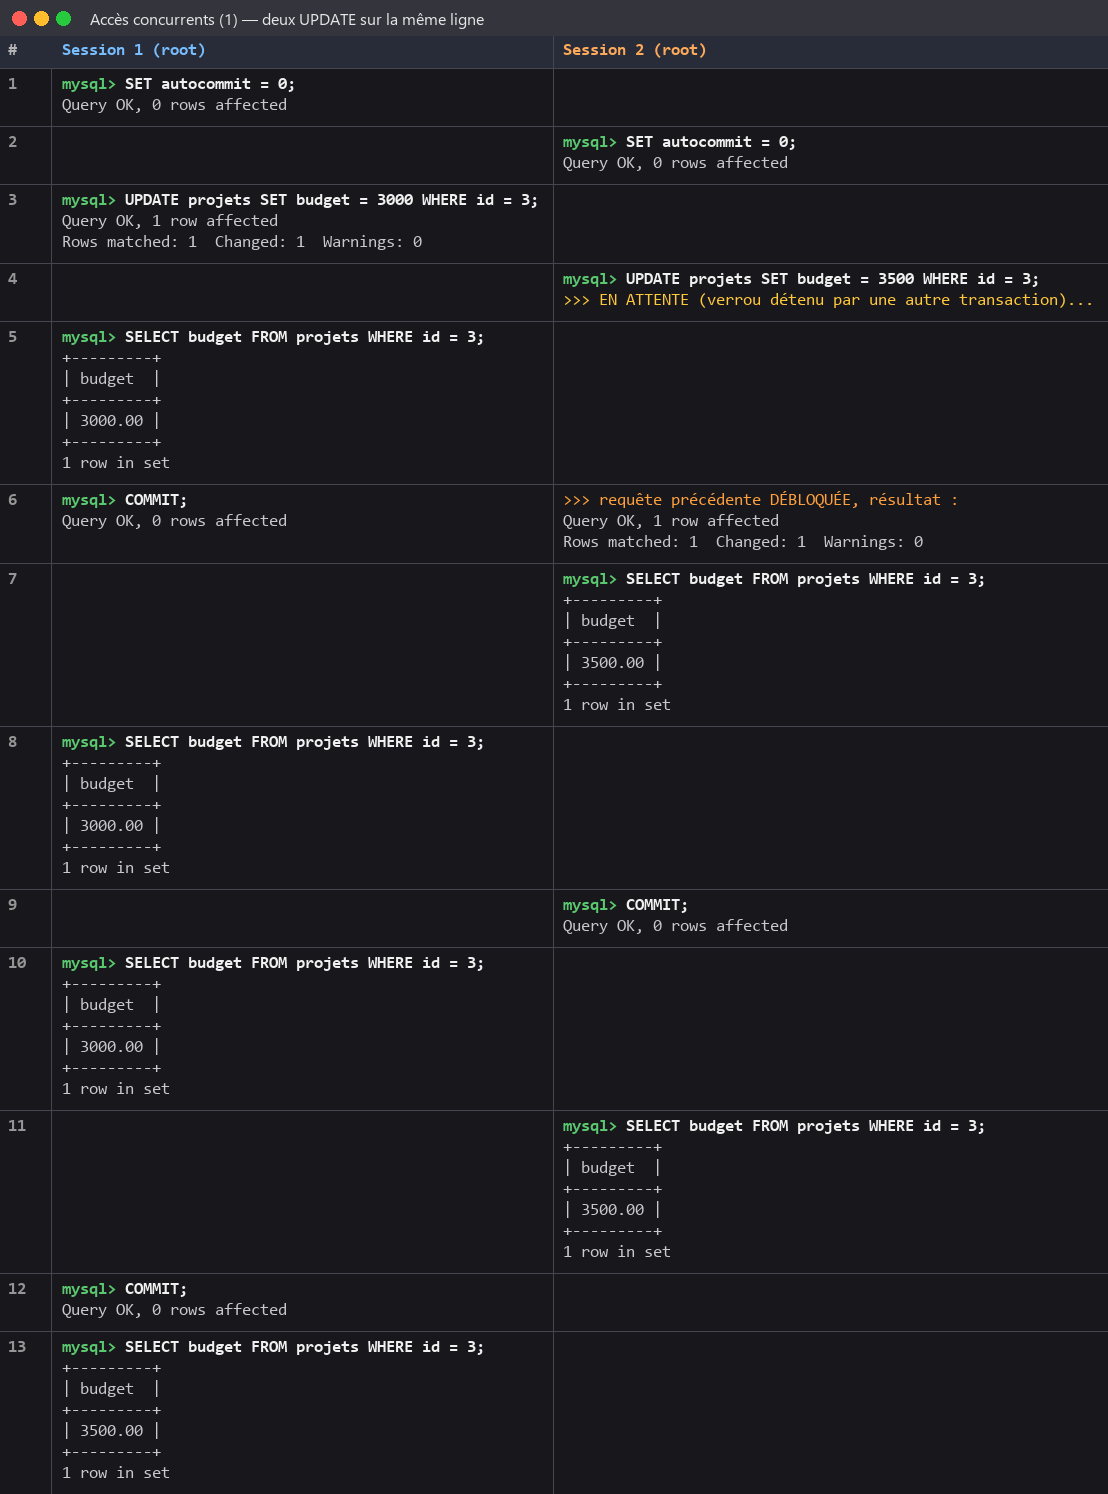 Accès concurrents (1) — deux UPDATE sur la même ligne
# Session 1 (root) Session 2 (root)
1 mysql> SET autocommit = 0;
Query OK, 0 rows affected
2 mysql> SET autocommit = 0;
Query OK, 0 rows affected
3 mysql> UPDATE projets SET budget = 3000 WHERE id = 3;
Query OK, 1 row affected
Rows matched: 1  Changed: 1  Warnings: 0
4 mysql> UPDATE projets SET budget = 3500 WHERE id = 3;
>>> EN ATTENTE (verrou détenu par une autre transaction)...
5 mysql> SELECT budget FROM projets WHERE id = 3;
+---------+
| budget  |
+---------+
| 3000.00 |
+---------+
1 row in set
6 mysql> COMMIT;
Query OK, 0 rows affected
>>> requête précédente DÉBLOQUÉE, résultat :
Query OK, 1 row affected
Rows matched: 1  Changed: 1  Warnings: 0
7 mysql> SELECT budget FROM projets WHERE id = 3;
+---------+
| budget  |
+---------+
| 3500.00 |
+---------+
1 row in set
8 mysql> SELECT budget FROM projets WHERE id = 3;
+---------+
| budget  |
+---------+
| 3000.00 |
+---------+
1 row in set
9 mysql> COMMIT;
Query OK, 0 rows affected
10 mysql> SELECT budget FROM projets WHERE id = 3;
+---------+
| budget  |
+---------+
| 3000.00 |
+---------+
1 row in set
11 mysql> SELECT budget FROM projets WHERE id = 3;
+---------+
| budget  |
+---------+
| 3500.00 |
+---------+
1 row in set
12 mysql> COMMIT;
Query OK, 0 rows affected
13 mysql> SELECT budget FROM projets WHERE id = 3;
+---------+
| budget  |
+---------+
| 3500.00 |
+---------+
1 row in set